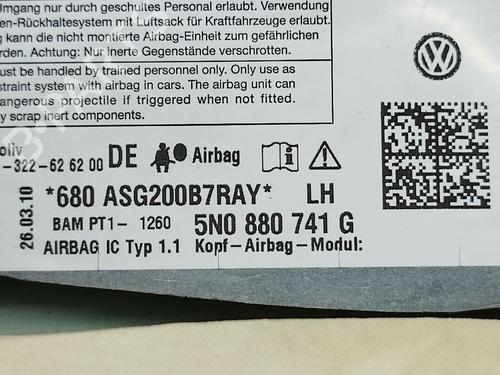 Umgang nur durch geschultes Personal erlaubt. Verwendung
en-Rückhaltesystem mit Luftsack für Kraftfahrzeuge erlaubt.
g kann die nicht montierte Airbag-Einheit zum gefährlichen
rden. Achtung: Nur inerte Gegenstände verschrotten.
ust be handled by trained personnel only. Only use as
straint system with airbag in cars. The airbag unit can
angerous projectile if triggered when not fitted.
y scrap inert components.
oliv
-322-62 62 00 DE Airbag
*680 ASG200B7RAY* LH
26.03.10
BAM PT1- 1260 5N0 880 741 G
AIRBAG IC Typ 1.1 Kopf-Airbag-Modul: